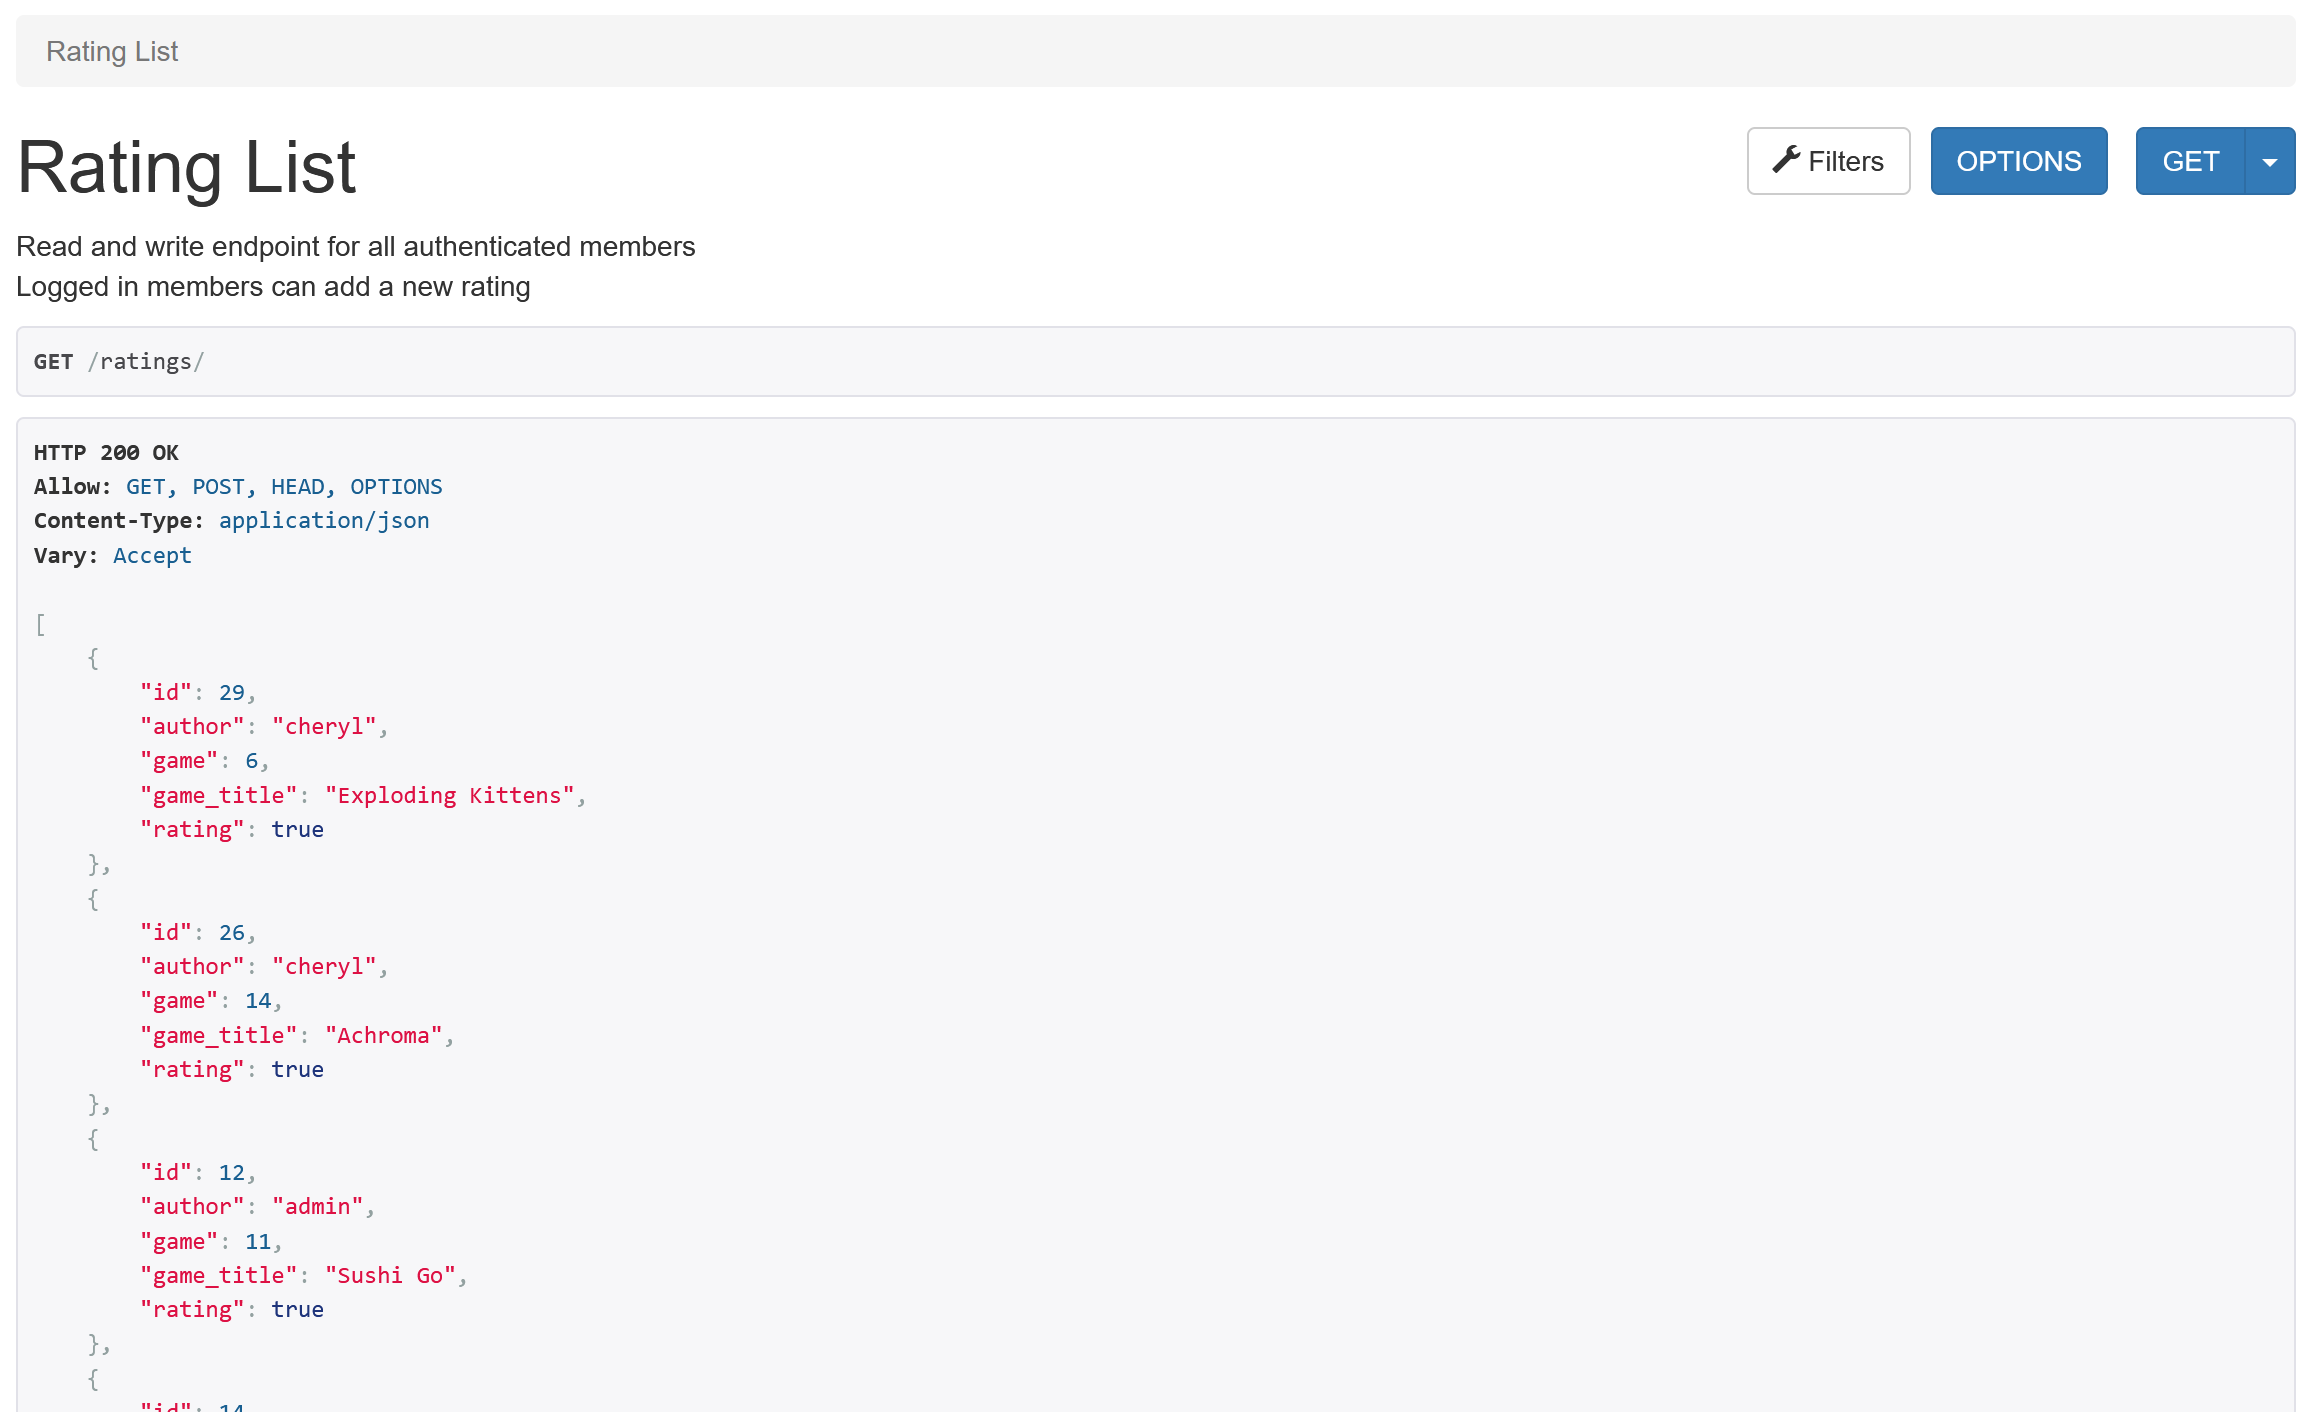 Rating List
Rating List
Filters
OPTIONS
GET
Read and write endpoint for all authenticated members
Logged in members can add a new rating
GET /ratings/
HTTP 200 OK
Allow: GET, POST, HEAD, OPTIONS
Content-Type: application/json
Vary: Accept
[
    {
        "id": 29,
        "author": "cheryl",
        "game": 6,
        "game_title": "Exploding Kittens",
        "rating": true
    },
    {
        "id": 26,
        "author": "cheryl",
        "game": 14,
        "game_title": "Achroma",
        "rating": true
    },
    {
        "id": 12,
        "author": "admin",
        "game": 11,
        "game_title": "Sushi Go",
        "rating": true
    },
    {
        "id": 14